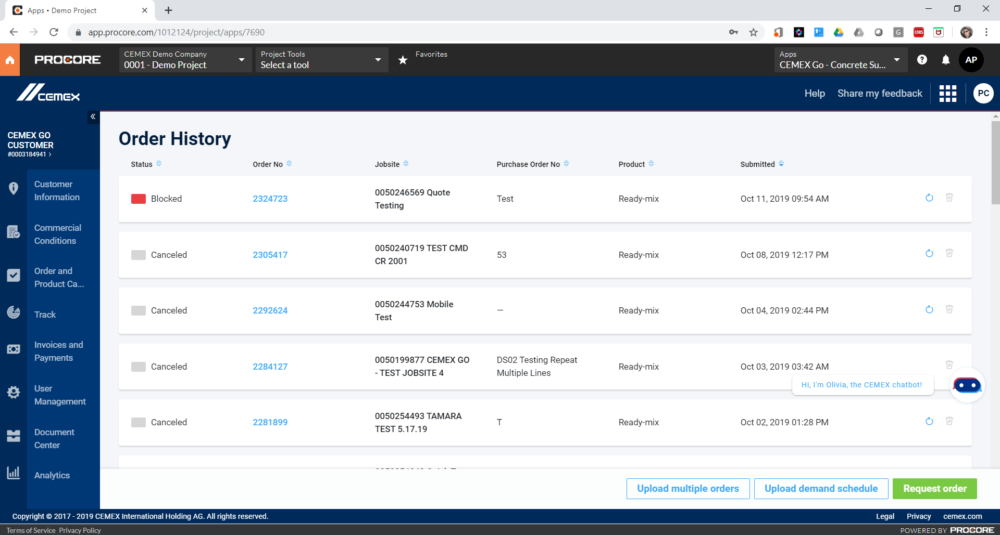 Apps • Demo Project
app.procore.com/1012124/project/apps/7690
G
CORS
PROCORE
CEMEX Demo Company
0001 - Demo Project
Project Tools
Select a tool
Favorites
Apps
CEMEX Go - Concrete Su...
?
AP
CEMEX
Help
Share my feedback
PC
«
CEMEX GO
CUSTOMER
#0003184941 ›
Customer
Information
Commercial
Conditions
Order and
Product Ca...
Track
Invoices and
Payments
User
Management
Document
Center
Analytics
Order History
Status
Order No
Jobsite
Purchase Order No
Product
Submitted
Blocked
2324723
0050246569 Quote
Testing
Test
Ready-mix
Oct 11, 2019 09:54 AM
Canceled
2305417
0050240719 TEST CMD
CR 2001
53
Ready-mix
Oct 08, 2019 12:17 PM
Canceled
2292624
0050244753 Mobile
Test
—
Ready-mix
Oct 04, 2019 02:44 PM
Canceled
2284127
0050199877 CEMEX GO
- TEST JOBSITE 4
DS02 Testing Repeat
Multiple Lines
Ready-mix
Oct 03, 2019 03:42 AM
Hi, I'm Olivia, the CEMEX chatbot!
Canceled
2281899
0050254493 TAMARA
TEST 5.17.19
T
Ready-mix
Oct 02, 2019 01:28 PM
Upload multiple orders
Upload demand schedule
Request order
Copyright © 2017 - 2019 CEMEX International Holding AG. All rights reserved.
Legal
Privacy
cemex.com
Terms of Service
Privacy Policy
POWERED BY PROCORE